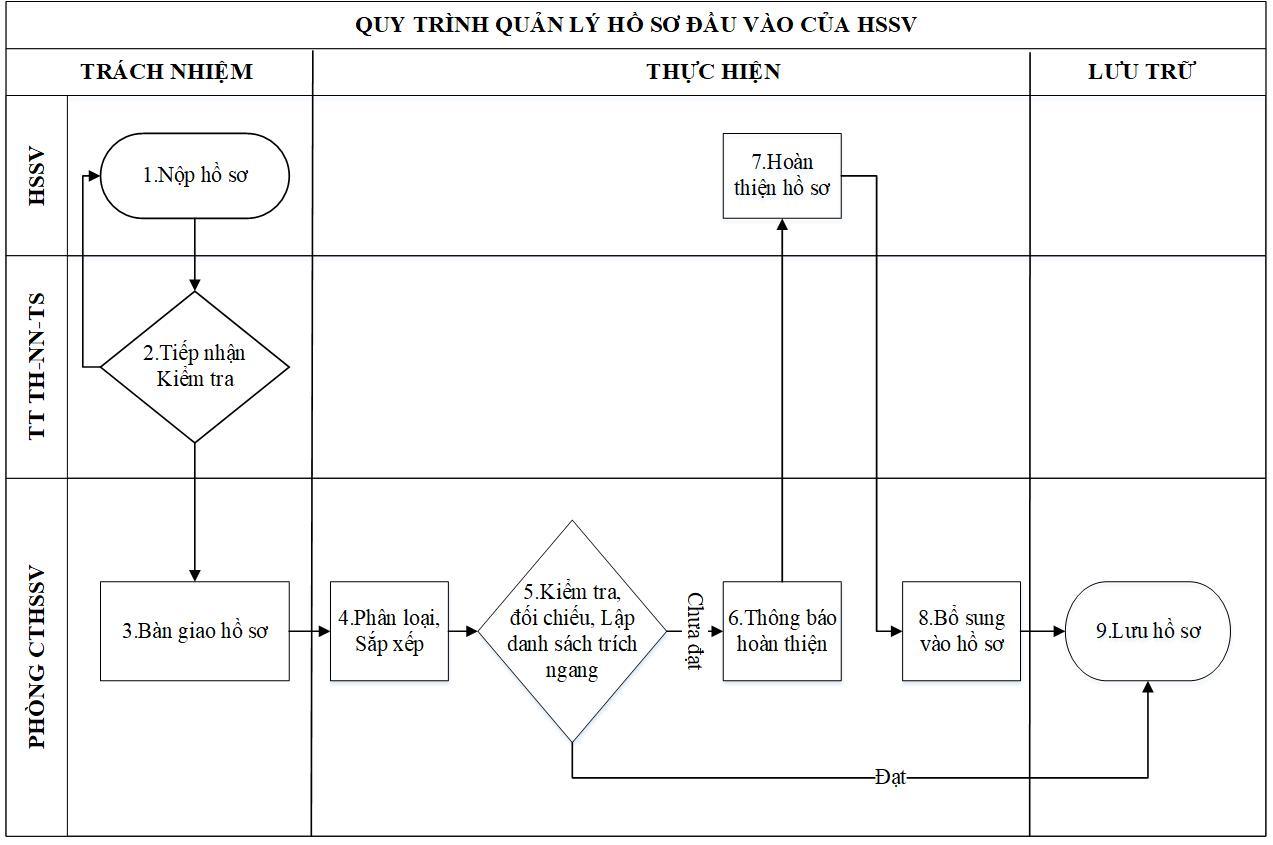 QUY TRÌNH QUẢN LÝ HỒ SƠ ĐẦU VÀO CỦA HSSV
TRÁCH NHIỆM
THỰC HIỆN
LƯU TRỮ
HSSV
1.Nộp hồ sơ
7.Hoàn
thiện hồ sơ
TT TH-NN-TS
2.Tiếp nhận
Kiểm tra
PHÒNG CTHSSV
3.Bàn giao hồ sơ
4.Phân loại,
Sắp xếp
5.Kiểm tra,
đối chiếu, Lập
danh sách trích
ngang
Chưa đạt
6.Thông báo
hoàn thiện
8.Bổ sung
vào hồ sơ
9.Lưu hồ sơ
Đạt